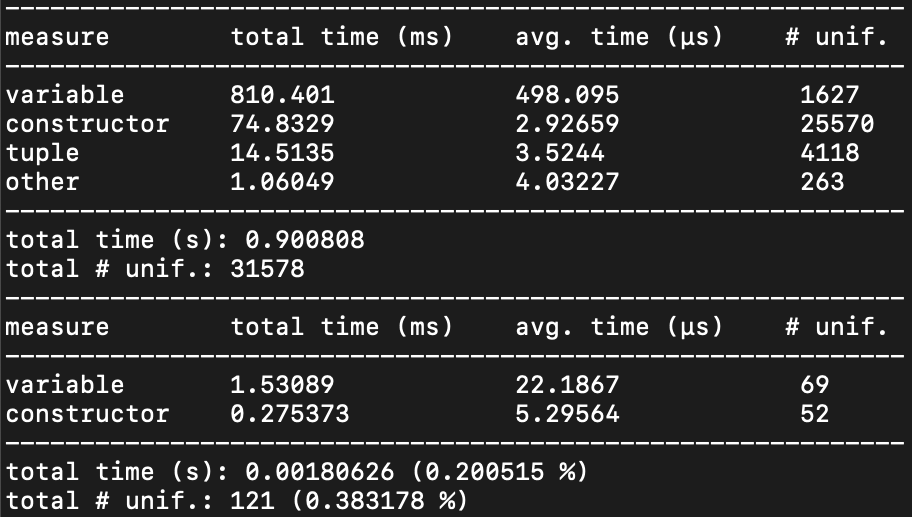 measure total time (ms) avg. time (µs) # unif.
variable 810.401 498.095 1627
constructor 74.8329 2.92659 25570
tuple 14.5135 3.5244 4118
other 1.06049 4.03227 263
total time (s): 0.900808
total # unif.: 31578
measure total time (ms) avg. time (µs) # unif.
variable 1.53089 22.1867 69
constructor 0.275373 5.29564 52
total time (s): 0.00180626 (0.200515 %)
total # unif.: 121 (0.383178 %)